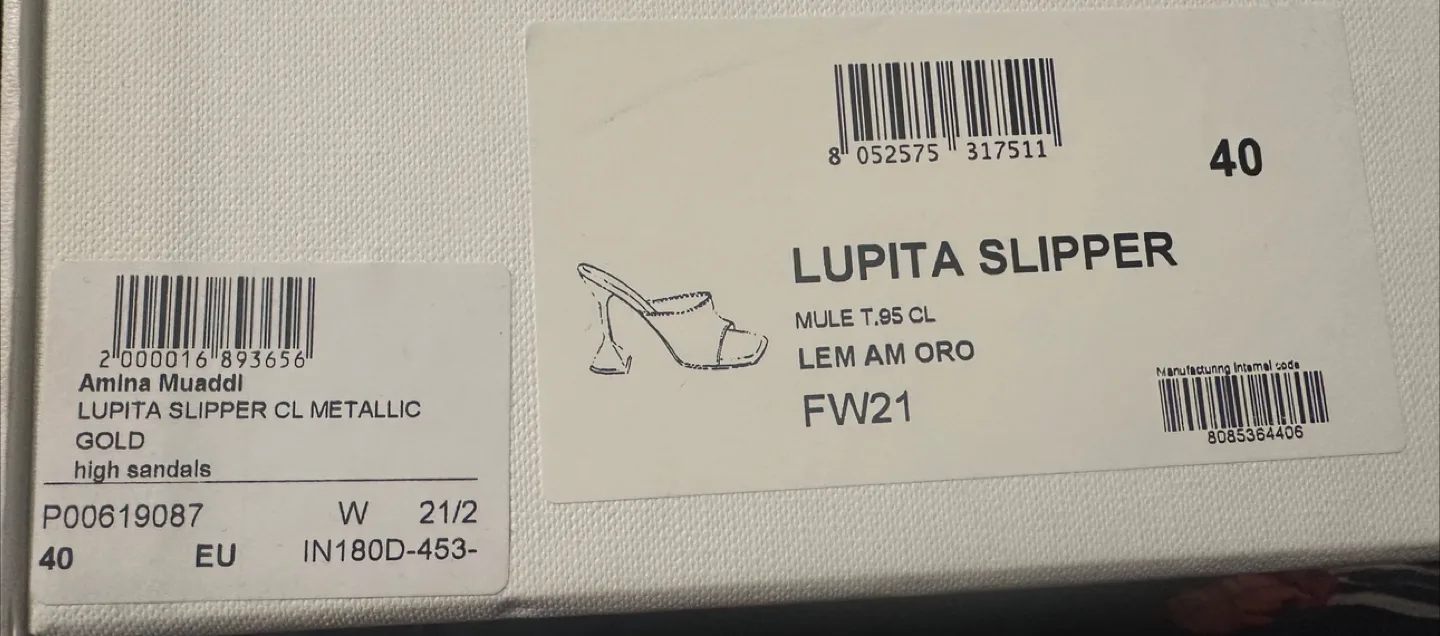 8 052575 317511
40
LUPITA SLIPPER
MULE T.95 CL
LEM AM ORO
FW21
Manufacturing Internal code
8085364406
2 000016 893656
Amina Muaddi
LUPITA SLIPPER CL METALLIC
GOLD
high sandals
P00619087 W 21/2
40 EU IN180D-453-